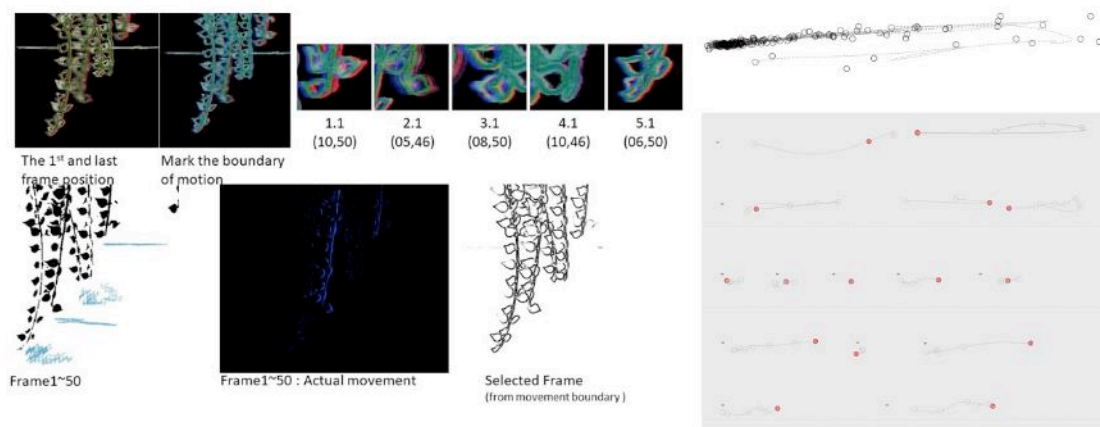 1.1
2.1
3.1
4.1
5.1
(10,50)
(05,46)
(08,50)
(10,46)
(06,50)
The 1st and last
frame position
Mark the boundary
of motion
Frame1~50
Frame1~50 : Actual movement
Selected Frame
(from movement boundary )